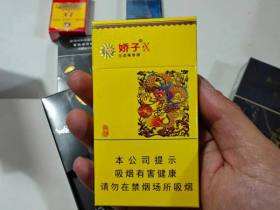 娇子
本公司提示
吸烟有害健康
请勿在禁烟场所吸烟